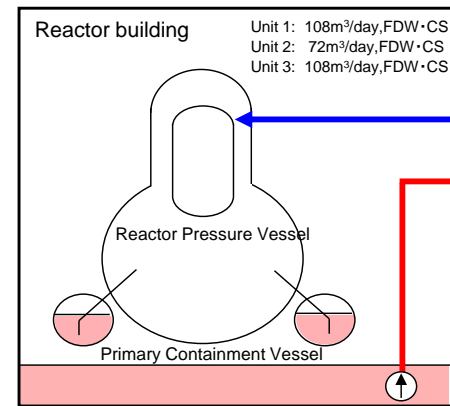 Reactor building
Unit 1: 108m³/day,FDW･CS
Unit 2: 72m³/day,FDW･CS
Unit 3: 108m³/day,FDW･CS
Reactor Pressure Vessel
Primary Containment Vessel